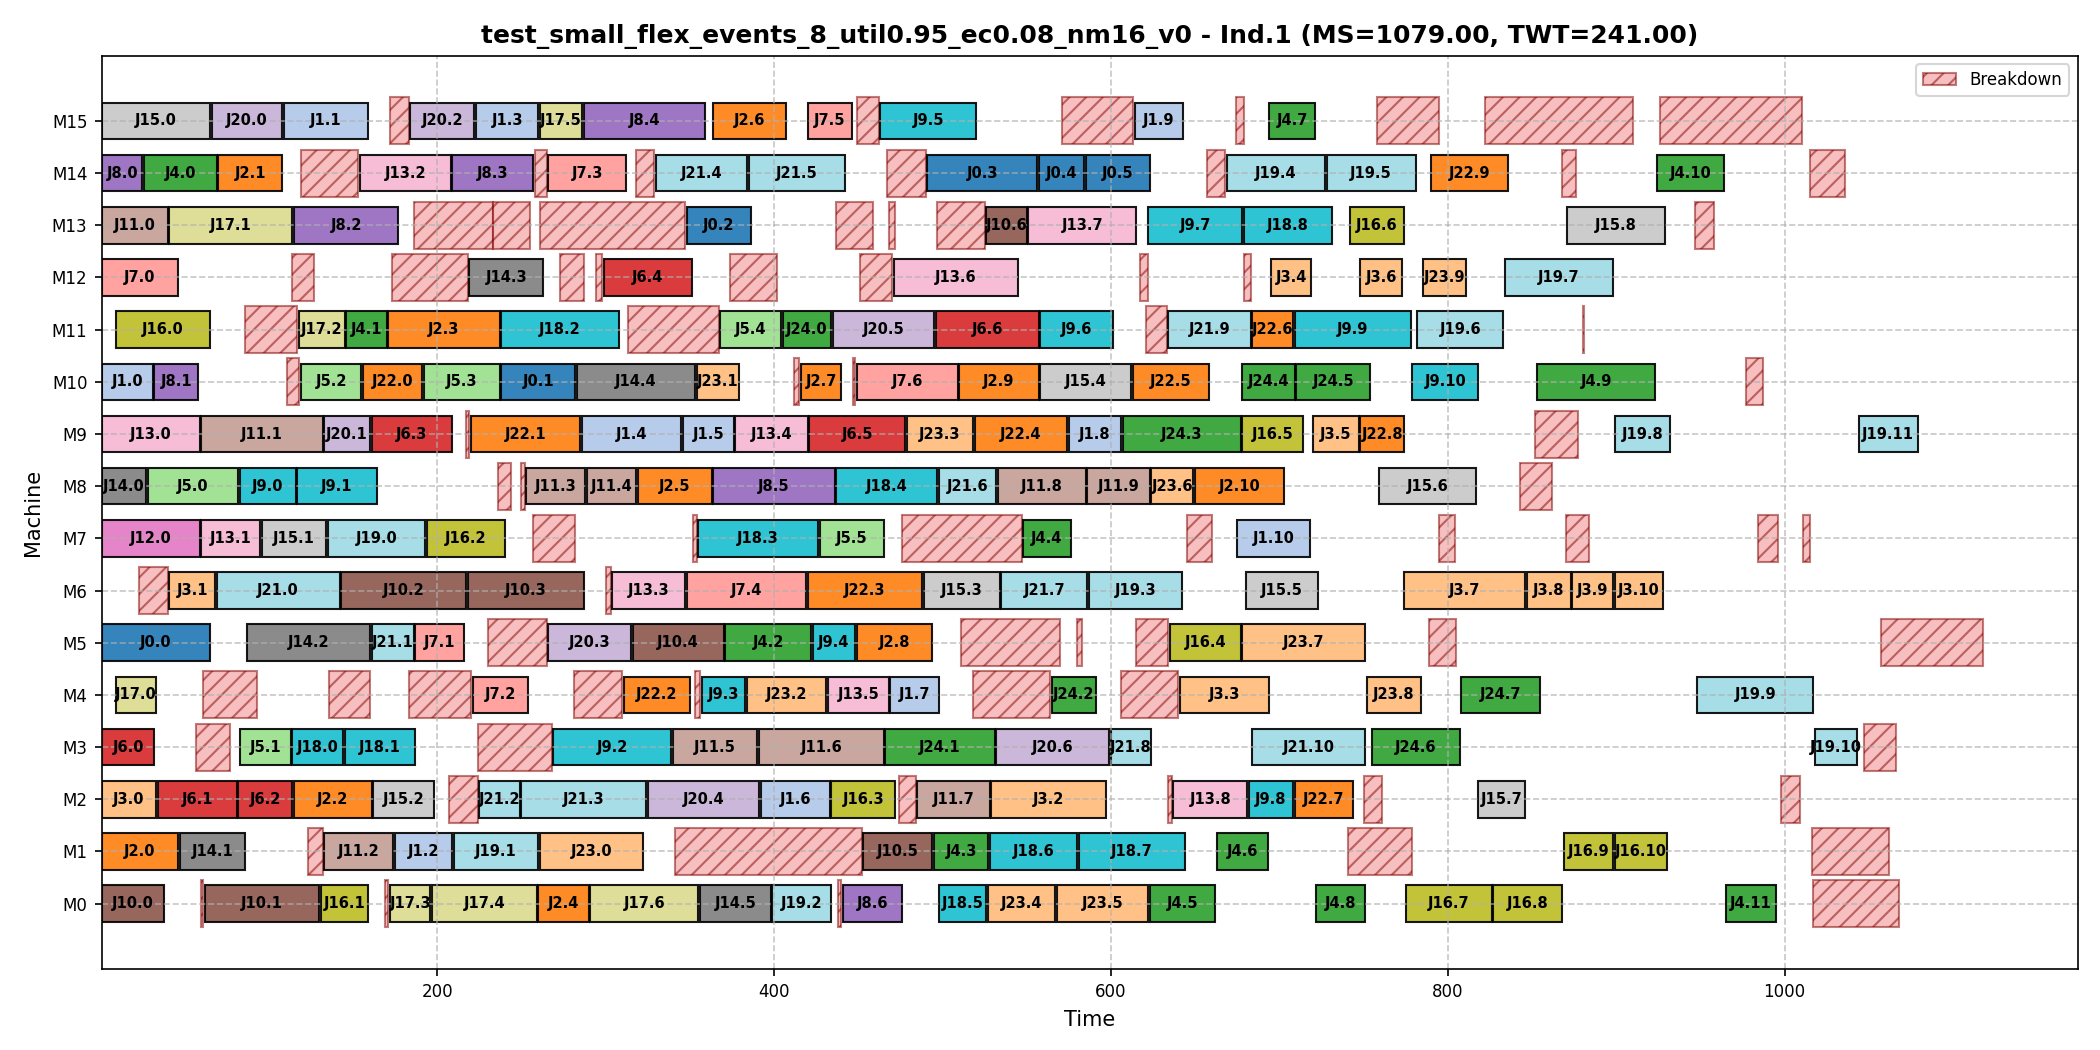 test_small_flex_events_8_util0.95_ec0.08_nm16_v0 - Ind.1 (MS=1079.00, TWT=241.00)
Breakdown
M15 J15.0 J20.0 J1.1 J20.2 J1.3 J17.5 J8.4 J2.6 J7.5 J9.5 J1.9 J4.7
M14 J8.0 J4.0 J2.1 J13.2 J8.3 J7.3 J21.4 J21.5 J0.3 J0.4 J0.5 J19.4 J19.5 J22.9 J4.10
M13 J11.0 J17.1 J8.2 J0.2 J10.6 J13.7 J9.7 J18.8 J16.6 J15.8
M12 J7.0 J14.3 J6.4 J13.6 J3.4 J3.6 J23.9 J19.7
M11 J16.0 J17.2 J4.1 J2.3 J18.2 J5.4 J24.0 J20.5 J6.6 J9.6 J21.9 J22.6 J9.9 J19.6
M10 J1.0 J8.1 J5.2 J22.0 J5.3 J0.1 J14.4 J23.1 J2.7 J7.6 J2.9 J15.4 J22.5 J24.4 J24.5 J9.10 J4.9
M9 J13.0 J11.1 J20.1 J6.3 J22.1 J1.4 J1.5 J13.4 J6.5 J23.3 J22.4 J1.8 J24.3 J16.5 J3.5 J22.8 J19.8 J19.11
M8 J14.0 J5.0 J9.0 J9.1 J11.3 J11.4 J2.5 J8.5 J18.4 J21.6 J11.8 J11.9 J23.6 J2.10 J15.6
M7 J12.0 J13.1 J15.1 J19.0 J16.2 J18.3 J5.5 J4.4 J1.10
M6 J3.1 J21.0 J10.2 J10.3 J13.3 J7.4 J22.3 J15.3 J21.7 J19.3 J15.5 J3.7 J3.8 J3.9 J3.10
M5 J0.0 J14.2 J21.1 J7.1 J20.3 J10.4 J4.2 J9.4 J2.8 J16.4 J23.7
M4 J17.0 J7.2 J22.2 J9.3 J23.2 J13.5 J1.7 J24.2 J3.3 J23.8 J24.7 J19.9
M3 J6.0 J5.1 J18.0 J18.1 J9.2 J11.5 J11.6 J24.1 J20.6 J21.8 J21.10 J24.6 J19.10
M2 J3.0 J6.1 J6.2 J2.2 J15.2 J21.2 J21.3 J20.4 J1.6 J16.3 J11.7 J3.2 J13.8 J9.8 J22.7 J15.7
M1 J2.0 J14.1 J11.2 J1.2 J19.1 J23.0 J10.5 J4.3 J18.6 J18.7 J4.6 J16.9 J16.10
M0 J10.0 J10.1 J16.1 J17.3 J17.4 J2.4 J17.6 J14.5 J19.2 J8.6 J18.5 J23.4 J23.5 J4.5 J4.8 J16.7 J16.8 J4.11
Machine
200 400 600 800 1000
Time